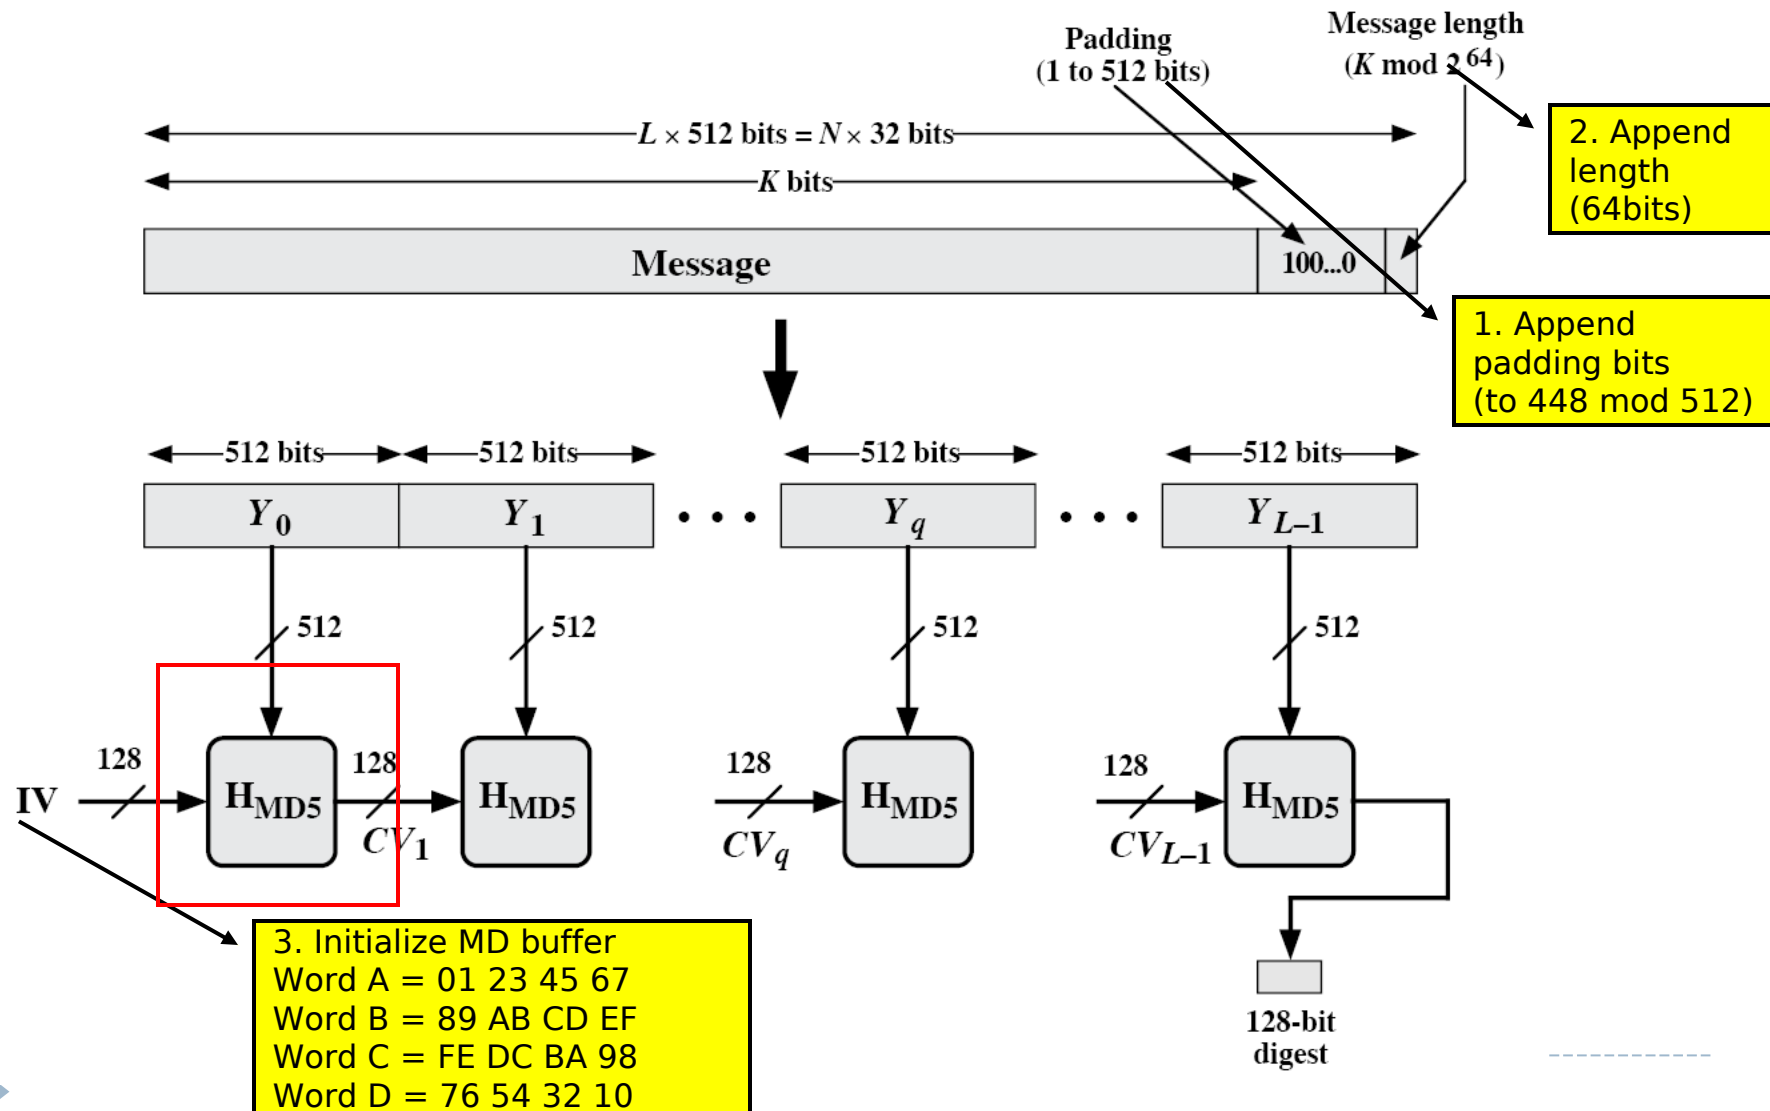 Padding
(1 to 512 bits)
Message length
(K mod 2^64)
2. Append
length
(64bits)
L × 512 bits = N × 32 bits
K bits
Message
100...0
1. Append
padding bits
(to 448 mod 512)
512 bits
512 bits
512 bits
512 bits
Y0
Y1
• • •
Yq
• • •
YL–1
512
512
512
512
IV
128
HMD5
128
CV1
HMD5
128
CVq
HMD5
128
CVL–1
HMD5
3. Initialize MD buffer
Word A = 01 23 45 67
Word B = 89 AB CD EF
Word C = FE DC BA 98
Word D = 76 54 32 10
128-bit
digest